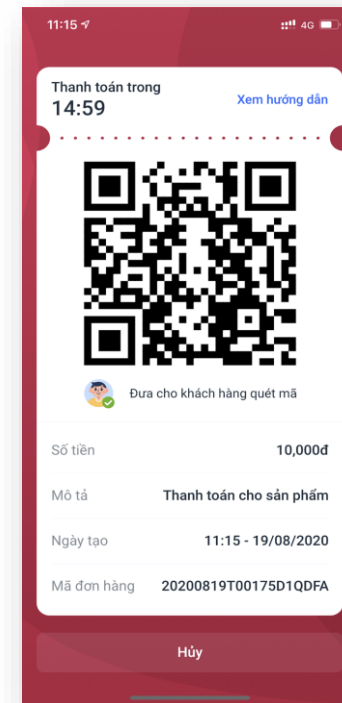 11:15 4G
Thanh toán trong
14:59
Xem hướng dẫn
Đưa cho khách hàng quét mã
Số tiền 10,000đ
Mô tả Thanh toán cho sản phẩm
Ngày tạo 11:15 - 19/08/2020
Mã đơn hàng 20200819T00175D1QDFA
Hủy